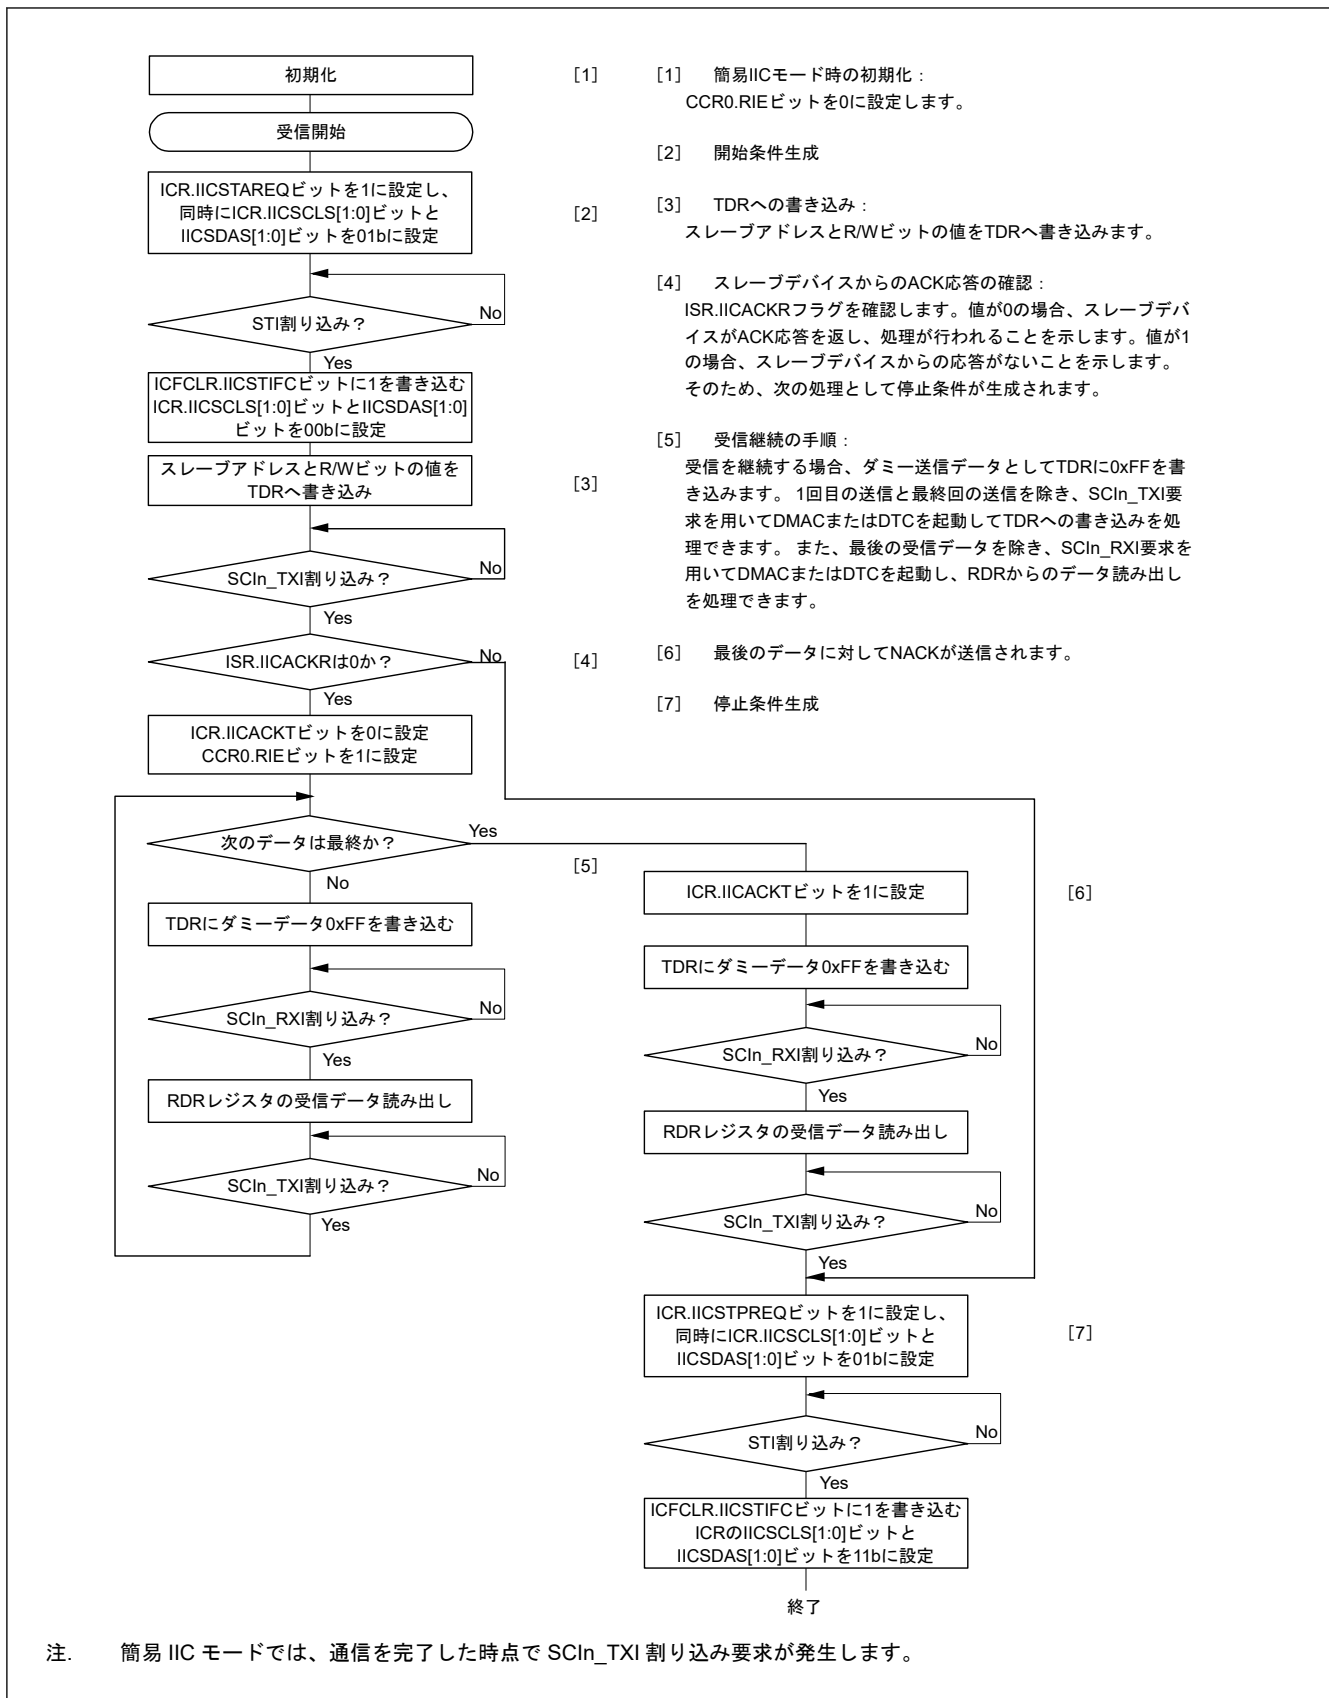 初期化
[1]
受信開始
ICR.IICSTAREQビットを1に設定し、
同時にICR.IICSCLS[1:0]ビットと
IICSDAS[1:0]ビットを01bに設定
[2]
STI割り込み？
No
Yes
ICFCLR.IICSTIFCビットに1を書き込む
ICR.IICSCLS[1:0]ビットとIICSDAS[1:0]
ビットを00bに設定
スレーブアドレスとR/Wビットの値を
TDRへ書き込み
[3]
SCIn_TXI割り込み？
No
Yes
ISR.IICACKRは0か？
No
[4]
Yes
ICR.IICACKTビットを0に設定
CCR0.RIEビットを1に設定
次のデータは最終か？
Yes
[5]
No
TDRにダミーデータ0xFFを書き込む
SCIn_RXI割り込み？
No
Yes
RDRレジスタの受信データ読み出し
SCIn_TXI割り込み？
No
Yes
[1] 簡易IICモード時の初期化：
CCR0.RIEビットを0に設定します。
[2] 開始条件生成
[3] TDRへの書き込み：
スレーブアドレスとR/Wビットの値をTDRへ書き込みます。
[4] スレーブデバイスからのACK応答の確認：
ISR.IICACKRフラグを確認します。値が0の場合、スレーブデバ
イスがACK応答を返し、処理が行われることを示します。値が1
の場合、スレーブデバイスからの応答がないことを示します。
そのため、次の処理として停止条件が生成されます。
[5] 受信継続の手順：
受信を継続する場合、ダミー送信データとしてTDRに0xFFを書
き込みます。 1回目の送信と最終回の送信を除き、SCIn_TXI要
求を用いてDMACまたはDTCを起動してTDRへの書き込みを処
理できます。 また、最後の受信データを除き、SCIn_RXI要求を
用いてDMACまたはDTCを起動し、RDRからのデータ読み出し
を処理できます。
[6] 最後のデータに対してNACKが送信されます。
[7] 停止条件生成
ICR.IICACKTビットを1に設定
[6]
TDRにダミーデータ0xFFを書き込む
SCIn_RXI割り込み？
No
Yes
RDRレジスタの受信データ読み出し
SCIn_TXI割り込み？
No
Yes
ICR.IICSTPREQビットを1に設定し、
同時にICR.IICSCLS[1:0]ビットと
IICSDAS[1:0]ビットを01bに設定
[7]
STI割り込み？
No
Yes
ICFCLR.IICSTIFCビットに1を書き込む
ICRのIICSCLS[1:0]ビットと
IICSDAS[1:0]ビットを11bに設定
終了
注. 簡易 IIC モードでは、通信を完了した時点で SCIn_TXI 割り込み要求が発生します。